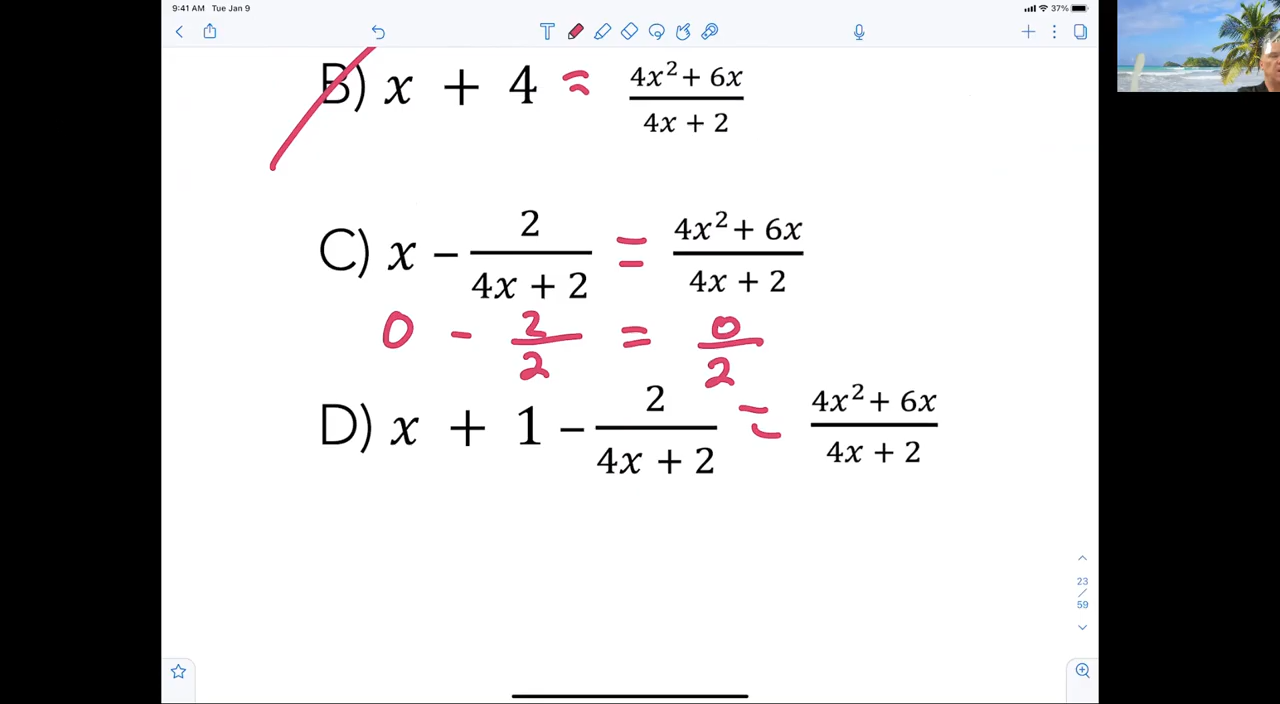 9:41 AM Tue Jan 9 37%
B) x + 4 = 4x² + 6x / 4x + 2
C) x − 2 / 4x + 2 = 4x² + 6x / 4x + 2
0 - 2 / 2 = 0 / 2
D) x + 1 − 2 / 4x + 2 = 4x² + 6x / 4x + 2
23 / 59